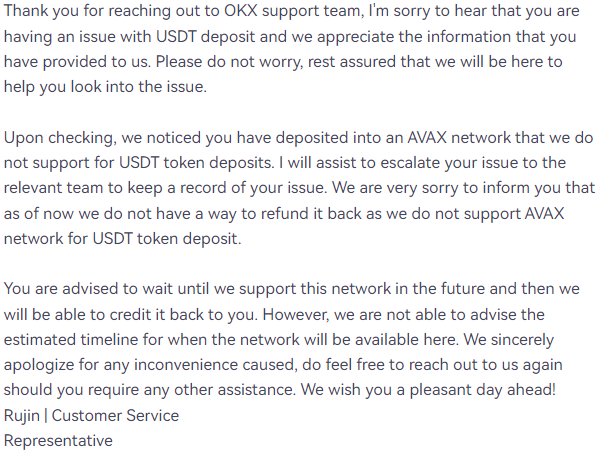 Thank you for reaching out to OKX support team, I'm sorry to hear that you are
having an issue with USDT deposit and we appreciate the information that you
have provided to us. Please do not worry, rest assured that we will be here to
help you look into the issue.
Upon checking, we noticed you have deposited into an AVAX network that we do
not support for USDT token deposits. I will assist to escalate your issue to the
relevant team to keep a record of your issue. We are very sorry to inform you that
as of now we do not have a way to refund it back as we do not support AVAX
network for USDT token deposit.
You are advised to wait until we support this network in the future and then we
will be able to credit it back to you. However, we are not able to advise the
estimated timeline for when the network will be available here. We sincerely
apologize for any inconvenience caused, do feel free to reach out to us again
should you require any other assistance. We wish you a pleasant day ahead!
Rujin | Customer Service
Representative